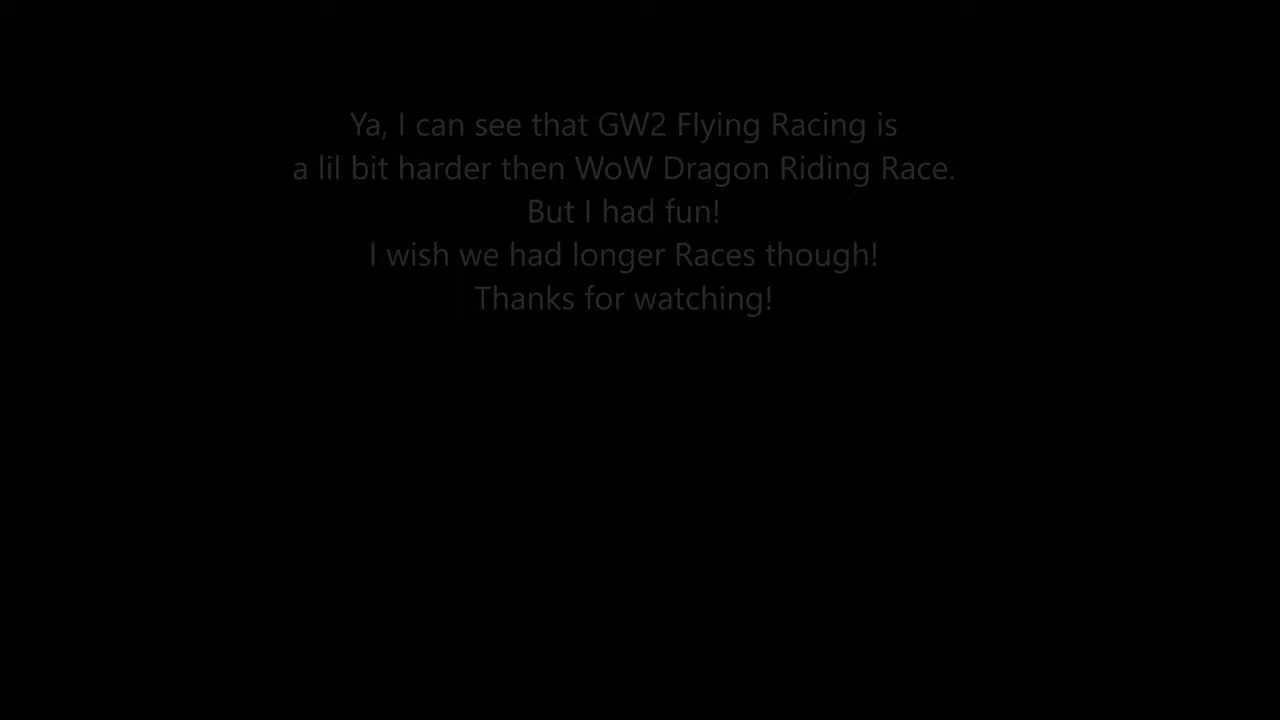 Ya, I can see that GW2 Flying Racing is
a lil bit harder then WoW Dragon Riding Race.
But I had fun!
I wish we had longer Races though!
Thanks for watching!